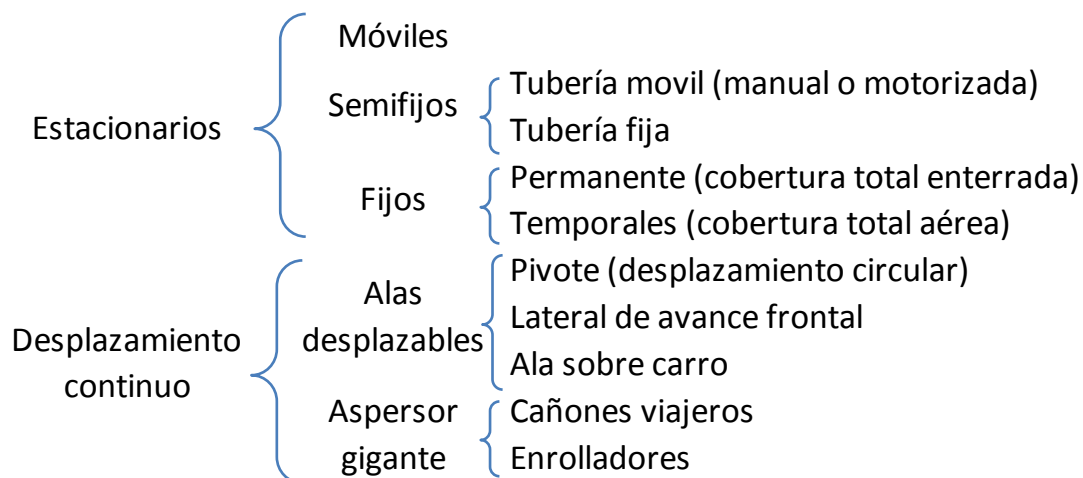 Estacionarios
Móviles
Semifijos
Tubería movil (manual o motorizada)
Tubería fija
Fijos
Permanente (cobertura total enterrada)
Temporales (cobertura total aérea)
Desplazamiento
continuo
Alas
desplazables
Pivote (desplazamiento circular)
Lateral de avance frontal
Ala sobre carro
Aspersor
gigante
Cañones viajeros
Enrolladores